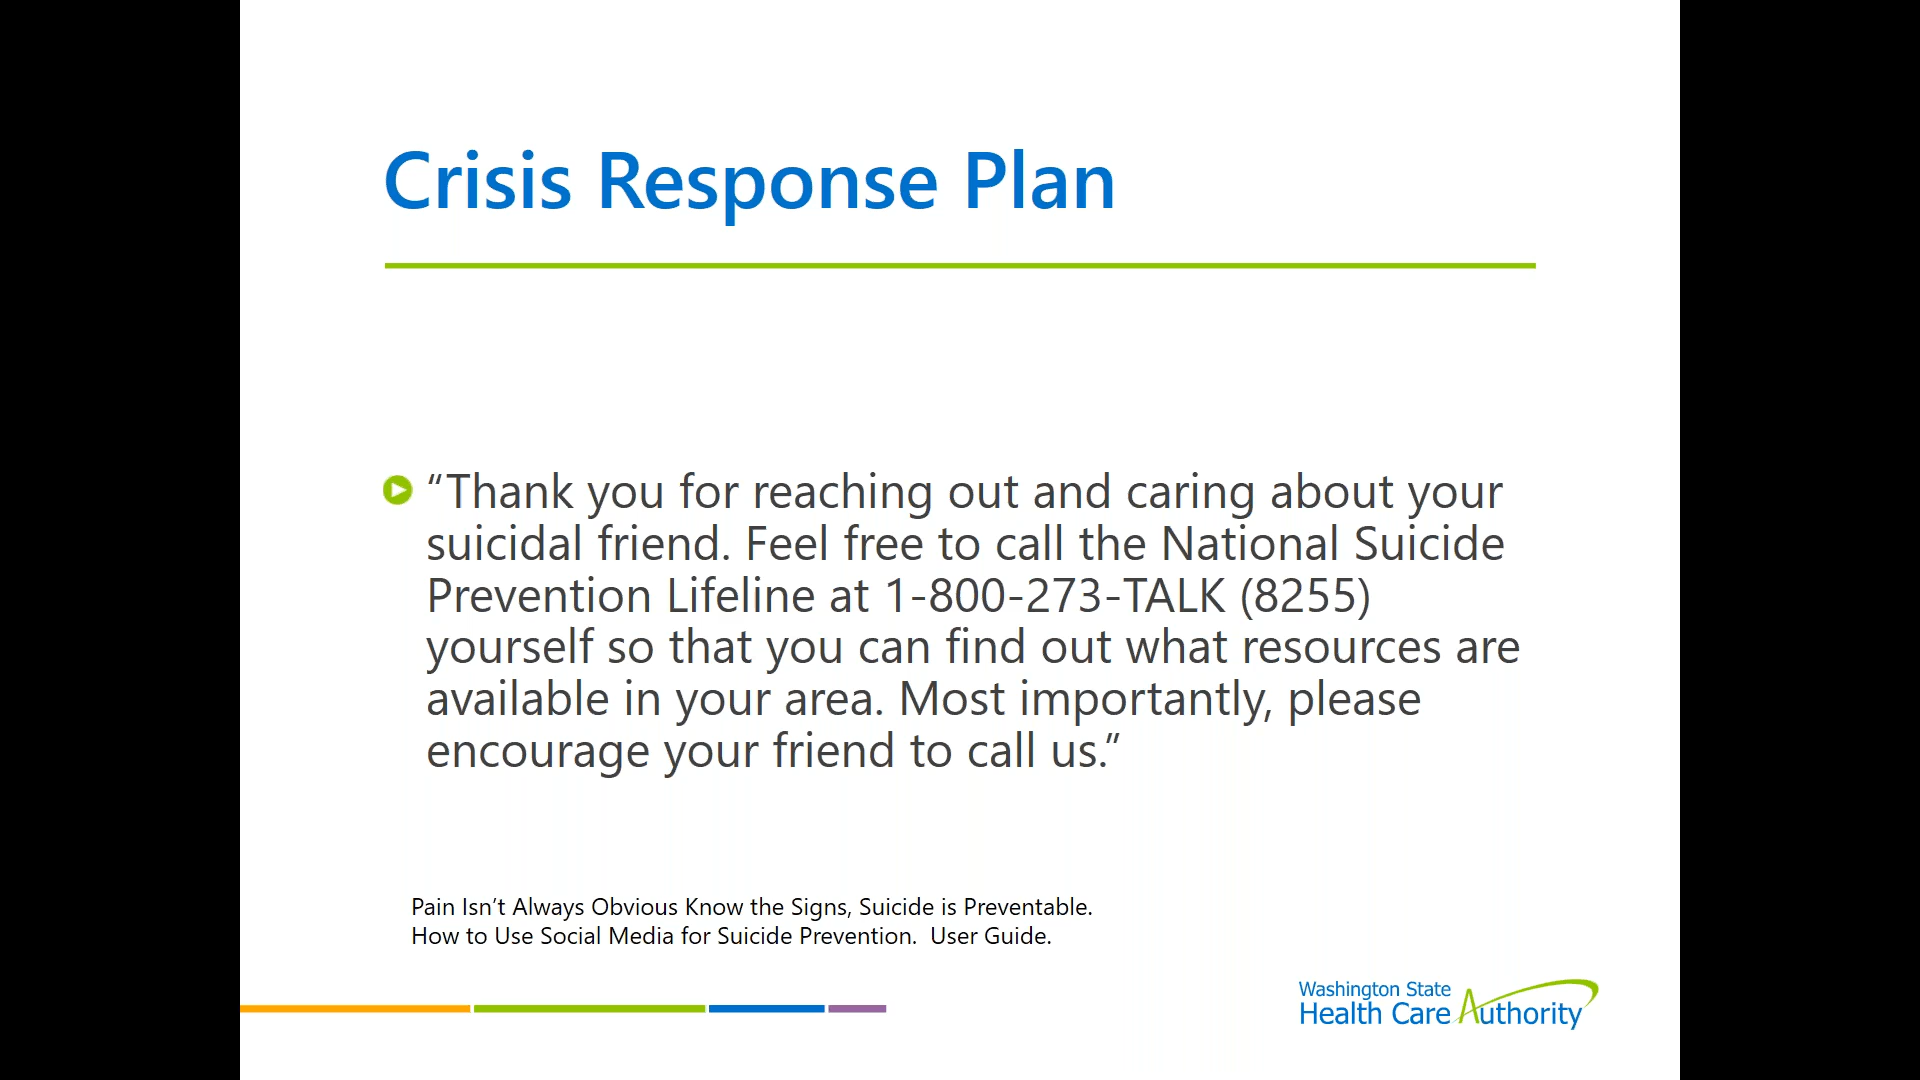 Crisis Response Plan
“Thank you for reaching out and caring about your
suicidal friend. Feel free to call the National Suicide
Prevention Lifeline at 1-800-273-TALK (8255)
yourself so that you can find out what resources are
available in your area. Most importantly, please
encourage your friend to call us.”
Pain Isn’t Always Obvious Know the Signs, Suicide is Preventable.
How to Use Social Media for Suicide Prevention.  User Guide.
Washington State
Health Care Authority